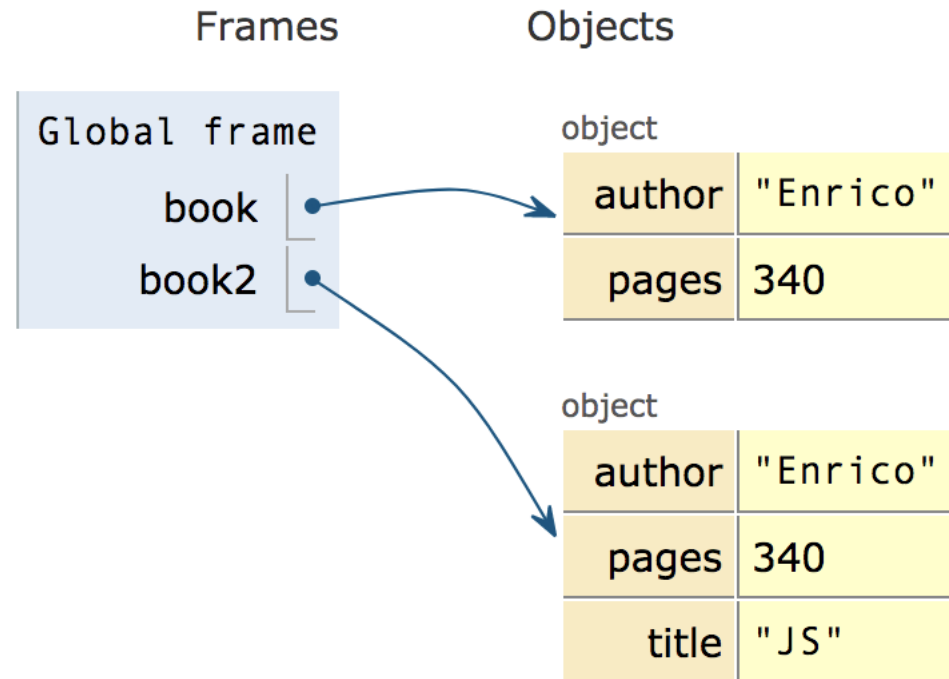 Frames Objects
Global frame
book
book2
object
author "Enrico"
pages 340
object
author "Enrico"
pages 340
title "JS"